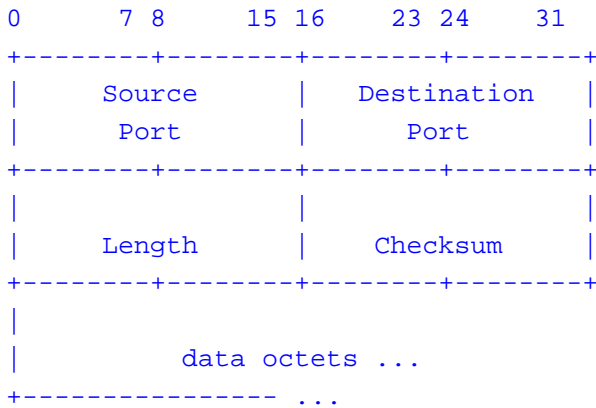 0      7 8     15 16    23 24    31
+--------+--------+--------+--------+
|     Source      |   Destination   |
|      Port       |      Port       |
+--------+--------+--------+--------+
|                 |                 |
|     Length      |    Checksum     |
+--------+--------+--------+--------+
|
|          data octets ...
+---------------- ...